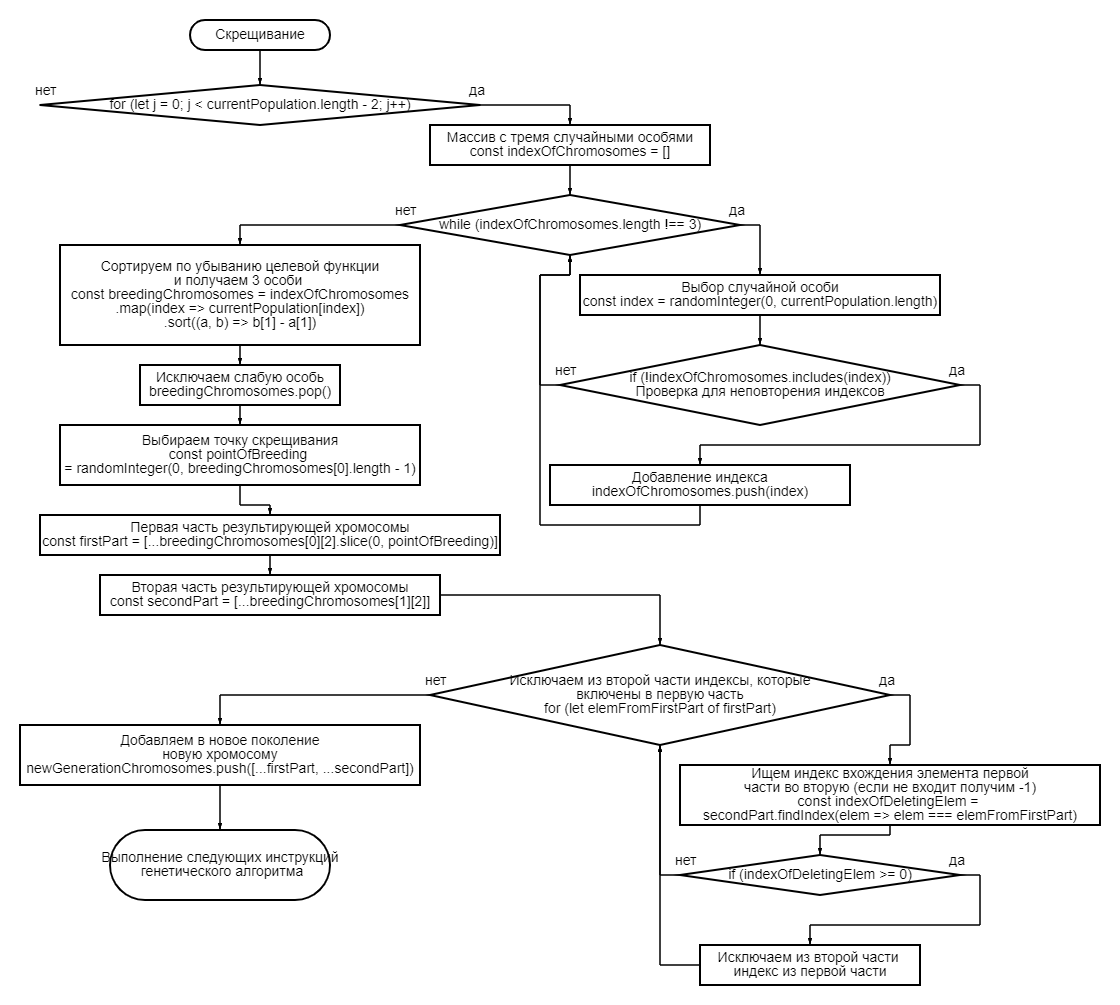 Скрещивание
нет
да
for (let j = 0; j < currentPopulation.length - 2; j++)
Массив с тремя случайными особями
const indexOfChromosomes = []
нет
да
while (indexOfChromosomes.length !== 3)
Сортируем по убыванию целевой функции
и получаем 3 особи
const breedingChromosomes = indexOfChromosomes
.map(index => currentPopulation[index])
.sort((a, b) => b[1] - a[1])
Выбор случайной особи
const index = randomInteger(0, currentPopulation.length)
Исключаем слабую особь
breedingChromosomes.pop()
нет
да
if (!indexOfChromosomes.includes(index))
Проверка для неповторения индексов
Выбираем точку скрещивания
const pointOfBreeding
= randomInteger(0, breedingChromosomes[0].length - 1)
Добавление индекса
indexOfChromosomes.push(index)
Первая часть результирующей хромосомы
const firstPart = [...breedingChromosomes[0][2].slice(0, pointOfBreeding)]
Вторая часть результирующей хромосомы
const secondPart = [...breedingChromosomes[1][2]]
нет
да
Исключаем из второй части индексы, которые
включены в первую часть
for (let elemFromFirstPart of firstPart)
Добавляем в новое поколение
новую хромосому
newGenerationChromosomes.push([...firstPart, ...secondPart])
Ищем индекс вхождения элемента первой
части во вторую (если не входит получим -1)
const indexOfDeletingElem =
secondPart.findIndex(elem => elem === elemFromFirstPart)
Выполнение следующих инструкций
генетического алгоритма
нет
да
if (indexOfDeletingElem >= 0)
Исключаем из второй части
индекс из первой части